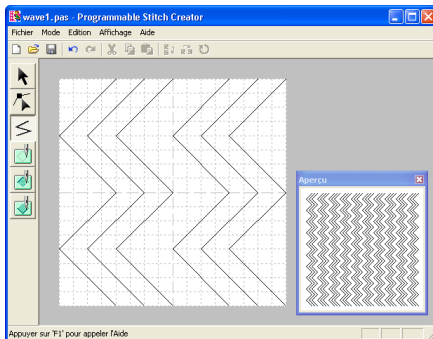 wave1.pas - Programmable Stitch Creator
Fichier Mode Edition Affichage Aide
Aperçu
Appuyer sur 'F1' pour appeler l'Aide